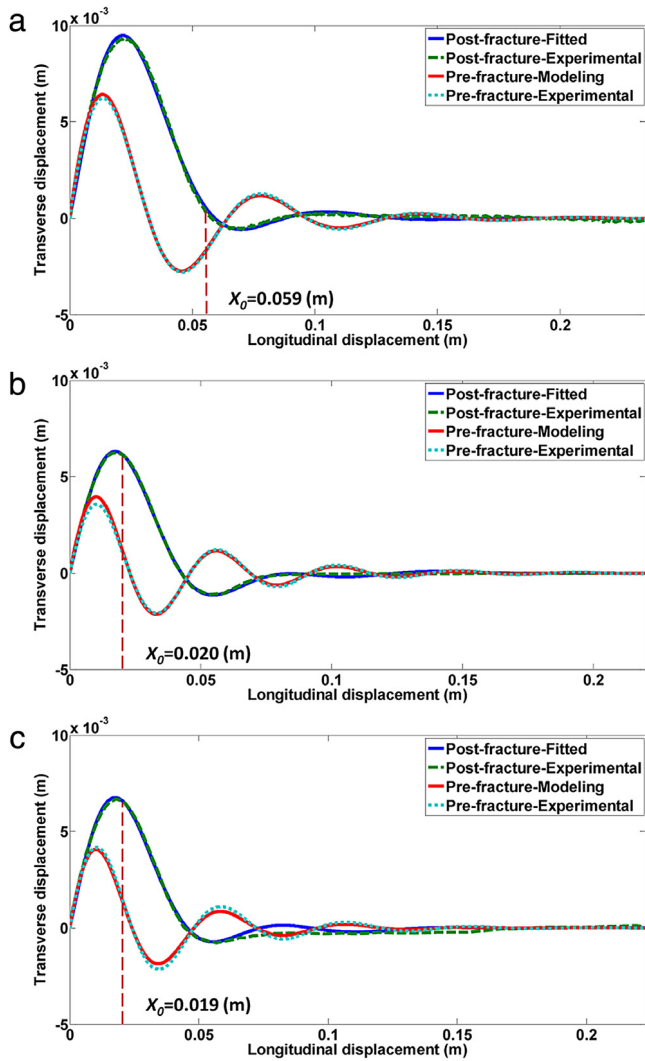 a
10 x 10⁻³
Post-fracture-Fitted
Post-fracture-Experimental
Pre-fracture-Modeling
Pre-fracture-Experimental
Transverse displacement (m)
5
0
-5
X₀=0.059 (m)
0 0.05 0.1 0.15 0.2
Longitudinal displacement (m)
b
10 x 10⁻³
Post-fracture-Fitted
Post-fracture-Experimental
Pre-fracture-Modeling
Pre-fracture-Experimental
Transverse displacement (m)
5
0
-5
X₀=0.020 (m)
0 0.05 0.1 0.15 0.2
Longitudinal displacement (m)
c
10 x 10⁻³
Post-fracture-Fitted
Post-fracture-Experimental
Pre-fracture-Modeling
Pre-fracture-Experimental
Transverse displacement (m)
5
0
-5
X₀=0.019 (m)
0 0.05 0.1 0.15 0.2
Longitudinal displacement (m)